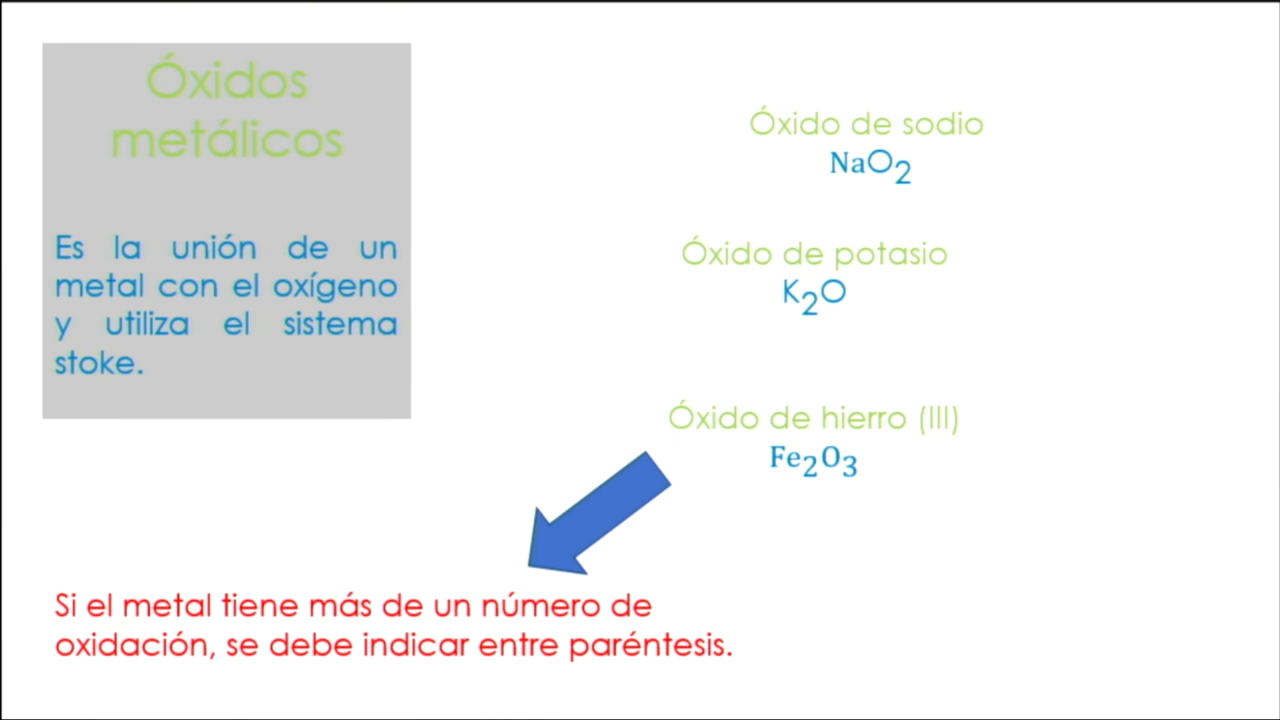 Óxidos
metálicos
Es la unión de un
metal con el oxígeno
y utiliza el sistema
stoke.
Óxido de sodio
NaO₂
Óxido de potasio
K₂O
Óxido de hierro (III)
Fe₂O₃
Si el metal tiene más de un número de
oxidación, se debe indicar entre paréntesis.